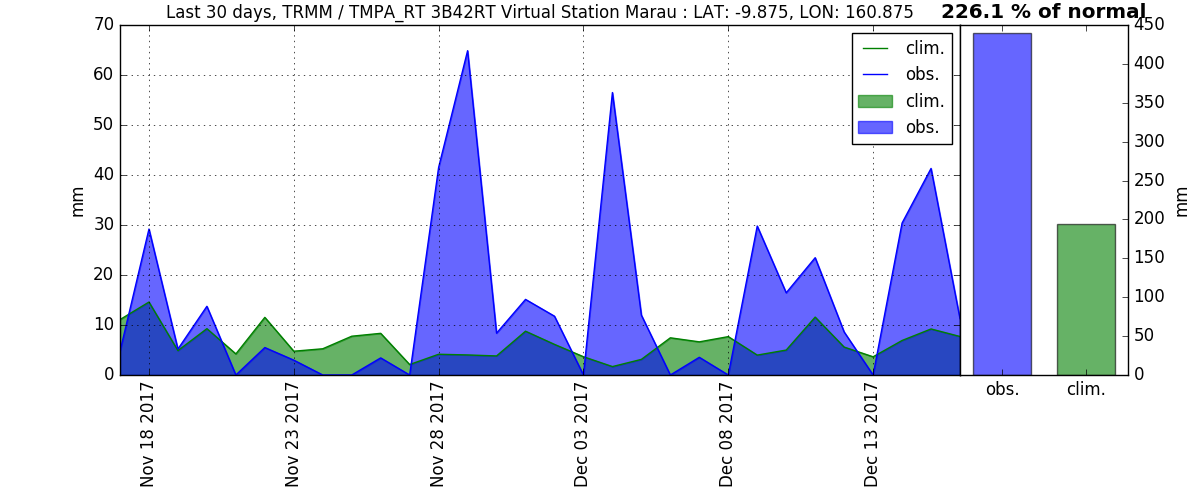 Last 30 days, TRMM / TMPA_RT 3B42RT Virtual Station Marau : LAT: -9.875, LON: 160.875
226.1 % of normal
70
60
50
40
30
20
10
0
mm
clim.
obs.
clim.
obs.
450
400
350
300
250
200
150
100
50
0
mm
Nov 18 2017
Nov 23 2017
Nov 28 2017
Dec 03 2017
Dec 08 2017
Dec 13 2017
obs.
clim.